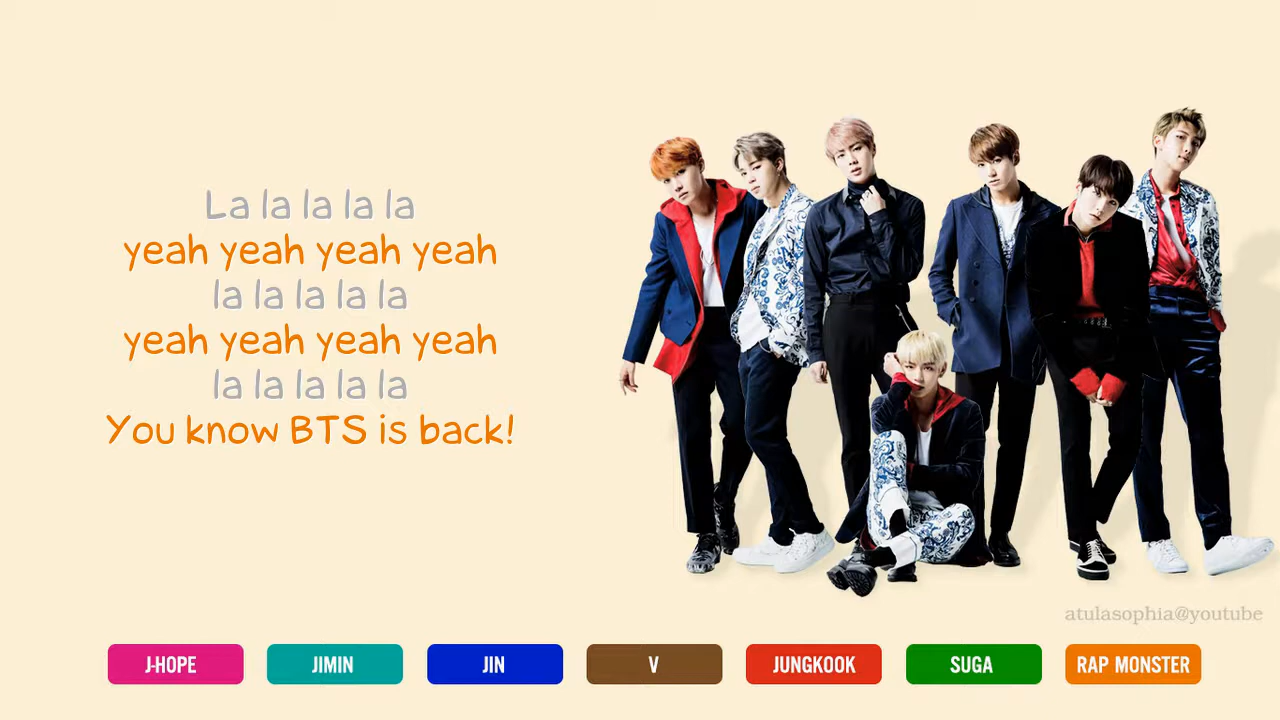 La la la la la
yeah yeah yeah yeah
la la la la la
yeah yeah yeah yeah
la la la la la
You know BTS is back!
atulasophia@youtube
J-HOPE
JIMIN
JIN
V
JUNGKOOK
SUGA
RAP MONSTER